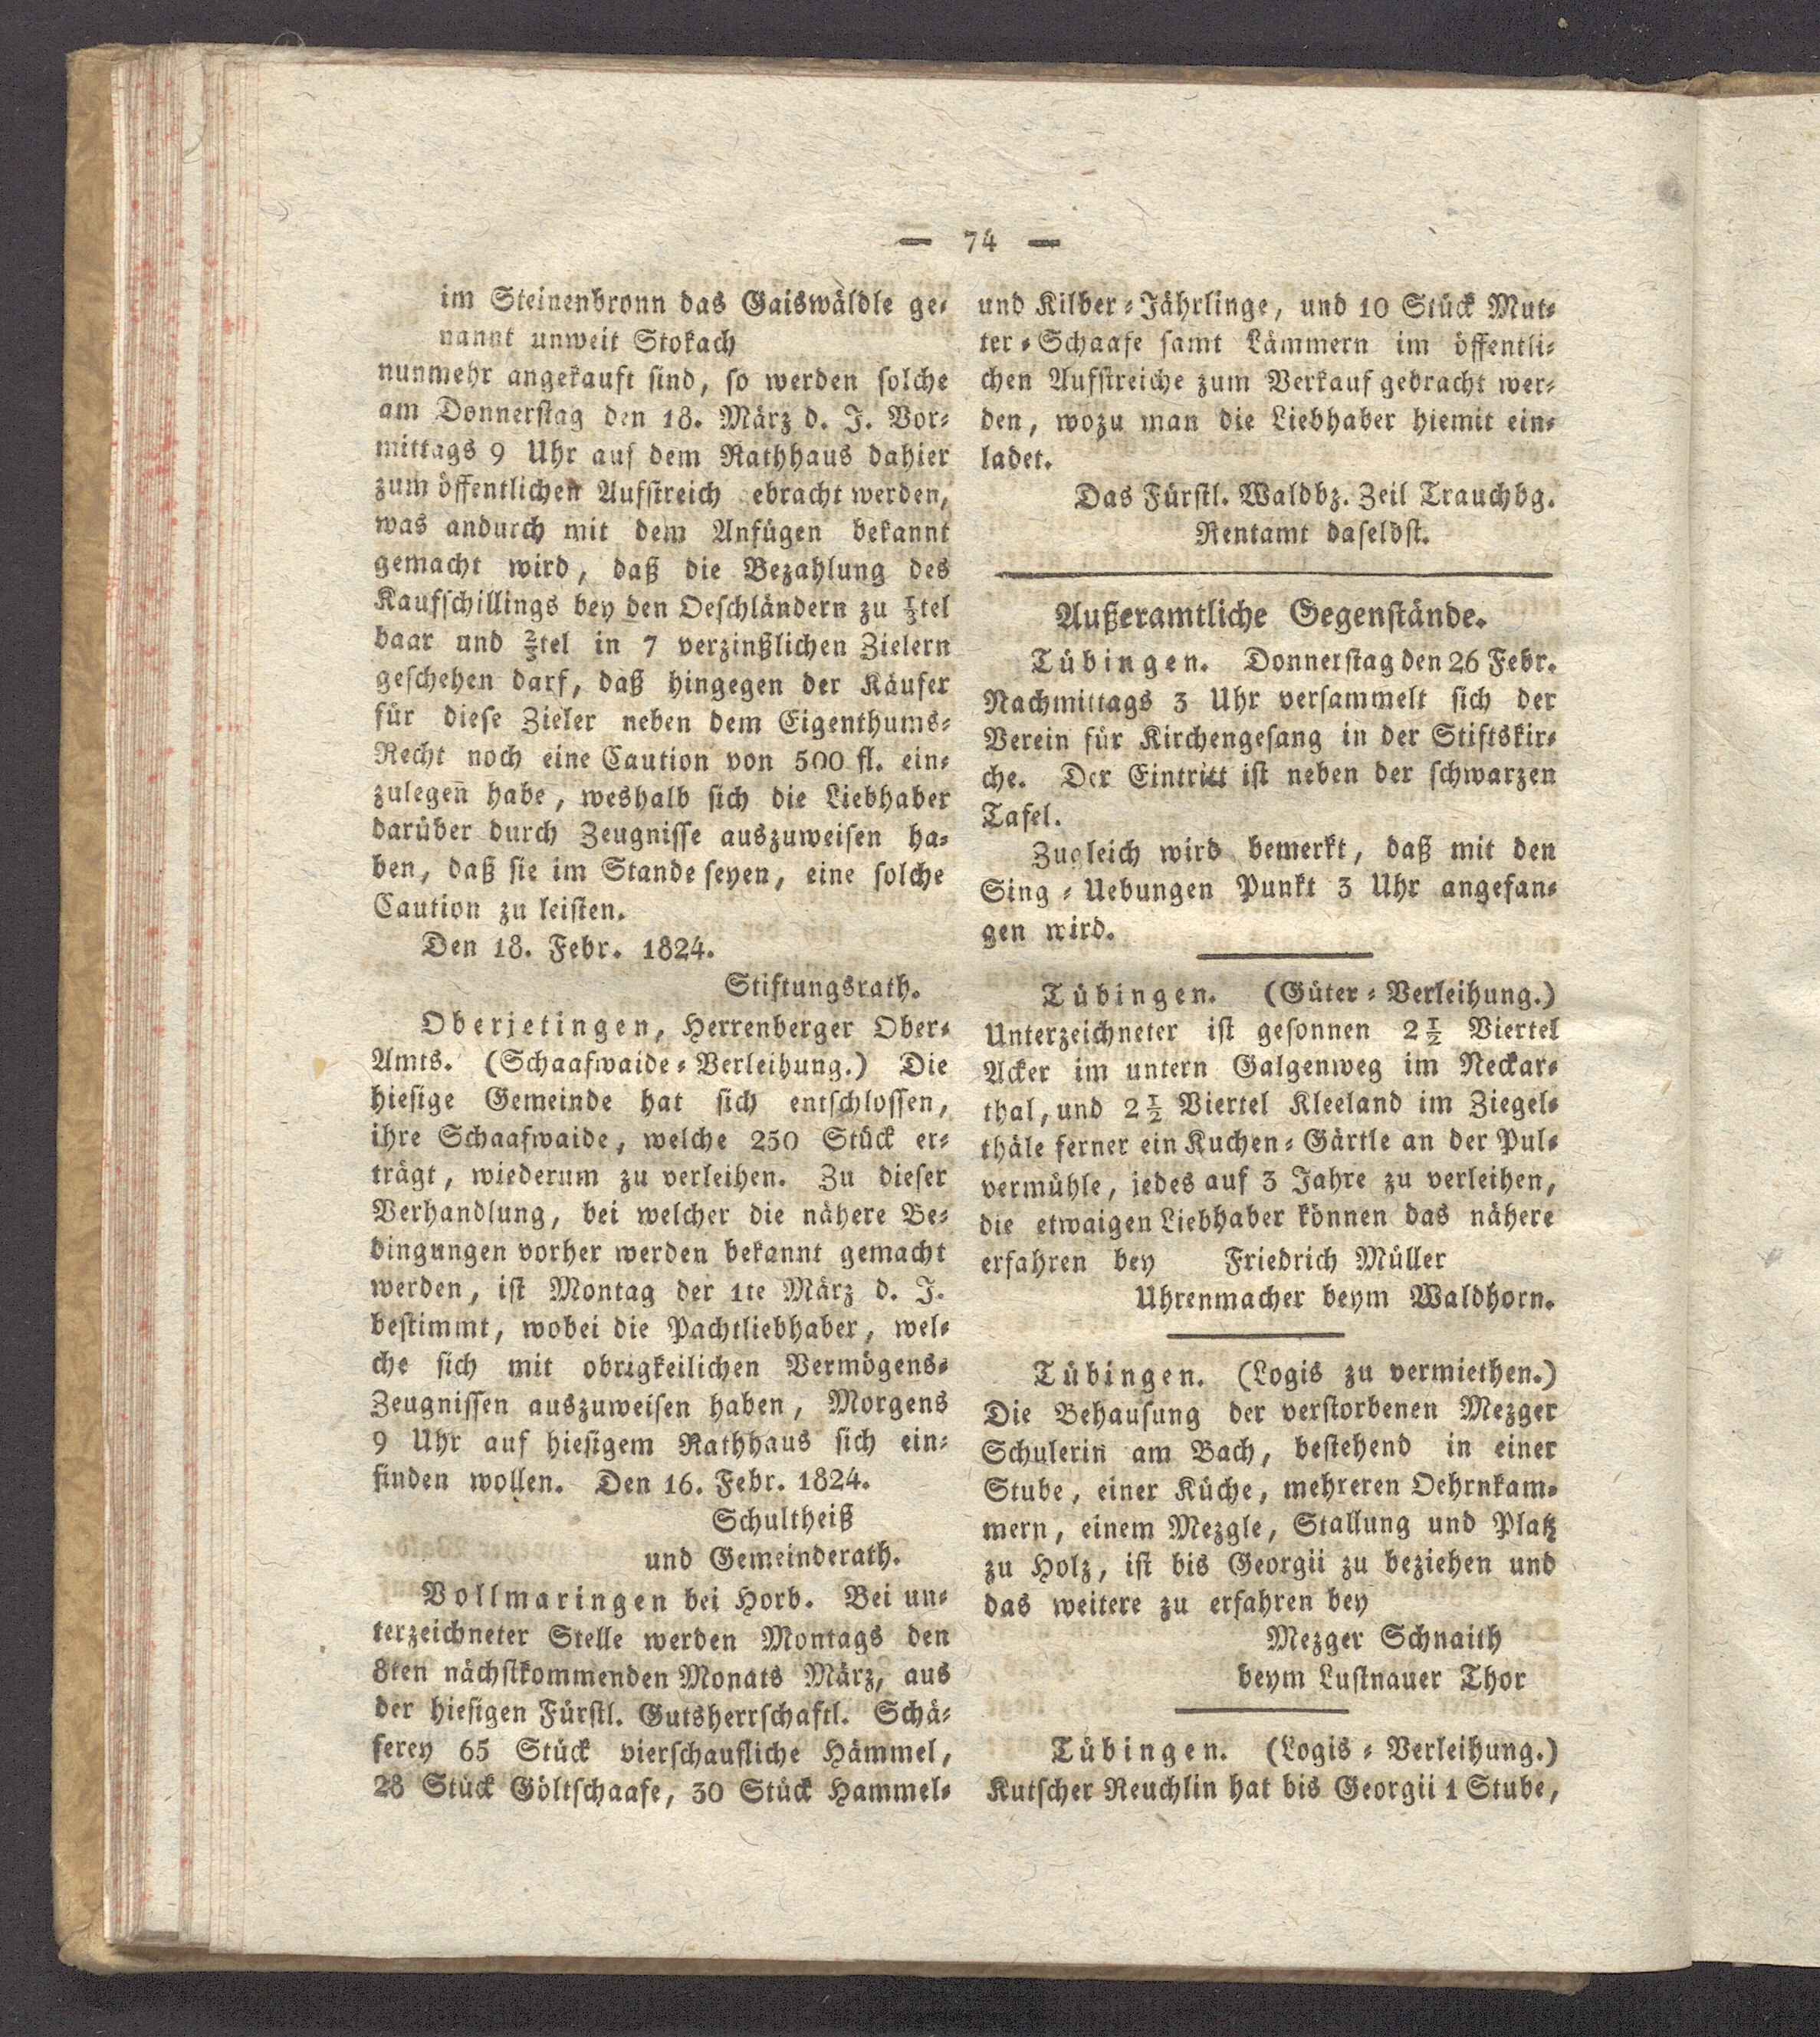 — 74 —
im Steinenbronn das Gaiswäldle ge-
nannt unweit Stokach
nunmehr angekauft sind, so werden solche
am Donnerstag den 18. März d. J. Vor-
mittags 9 Uhr auf dem Rathhaus dahier
zum öffentlichen Aufstreich ebracht werden,
was andurch mit dem Anfügen bekannt
gemacht wird, daß die Bezahlung des
Kaufschillings bey den Oeschländern zu ⅓tel
baar und ⅔tel in 7 verzinßlichen Zielern
geschehen darf, daß hingegen der Käufer
für diese Zieler neben dem Eigenthums-
Recht noch eine Caution von 500 fl. ein-
zulegen̄ habe, weshalb sich die Liebhaber
darüber durch Zeugnisse auszuweisen ha-
ben, daß sie im Stande seyen, eine solche
Caution zu leisten.
Den 18. Febr. 1824.
Stiftungsrath.
Oberjetingen, Herrenberger Ober-
Amts. (Schaafwaide-Verleihung.) Die
hiesige Gemeinde hat sich entschlossen,
ihre Schaafwaide, welche 250 Stück er-
trägt, wiederum zu verleihen. Zu dieser
Verhandlung, bei welcher die nähere Be-
dingungen vorher werden bekannt gemacht
werden, ist Montag der 1te März d. J.
bestimmt, wobei die Pachtliebhaber, wel-
che sich mit obrigkeilichen Vermögens-
Zeugnissen auszuweisen haben, Morgens
9 Uhr auf hiesigem Rathhaus sich ein-
finden wollen. Den 16. Febr. 1824.
Schultheiß
und Gemeinderath.
Vollmaringen bei Horb. Bei un-
terzeichneter Stelle werden Montags den
8ten nächstkommenden Monats März, aus
der hiesigen Fürstl. Gutsherrschaftl. Schä-
ferey 65 Stück vierschaufliche Hämmel,
28 Stück Göltschaafe, 30 Stück Hammel-
und Kilber-Jährlinge, und 10 Stück Mut-
ter-Schaafe samt Lämmern im öffentli-
chen Aufstreiche zum Verkauf gebracht wer-
den, wozu man die Liebhaber hiemit ein-
ladet.
Das Fürstl. Waldbz. Zeil Trauchbg.
Rentamt daselbst.
Außeramtliche Gegenstände.
Tübingen. Donnerstag den 26 Febr.
Nachmittags 3 Uhr versammelt sich der
Verein für Kirchengesang in der Stiftskir-
che. Der Eintritt ist neben der schwarzen
Tafel.
Zugleich wird bemerkt, daß mit den
Sing-Uebungen Punkt 3 Uhr angefan-
gen wird.
Tübingen. (Güter-Verleihung.)
Unterzeichneter ist gesonnen 2½ Viertel
Acker im untern Galgenweg im Neckar-
thal, und 2½ Viertel Kleeland im Ziegel-
thäle ferner ein Kuchen-Gärtle an der Pul-
vermühle, jedes auf 3 Jahre zu verleihen,
die etwaigen Liebhaber können das nähere
erfahren bey Friedrich Müller
Uhrenmacher beym Waldhorn.
Tübingen. (Logis zu vermiethen.)
Die Behausung der verstorbenen Mezger
Schulerin am Bach, bestehend in einer
Stube, einer Küche, mehreren Oehrnkam-
mern, einem Mezgle, Stallung und Platz
zu Holz, ist bis Georgii zu beziehen und
das weitere zu erfahren bey
Mezger Schnaith
beym Lustnauer Thor
Tübingen. (Logis-Verleihung.)
Kutscher Reuchlin hat bis Georgii 1 Stube,